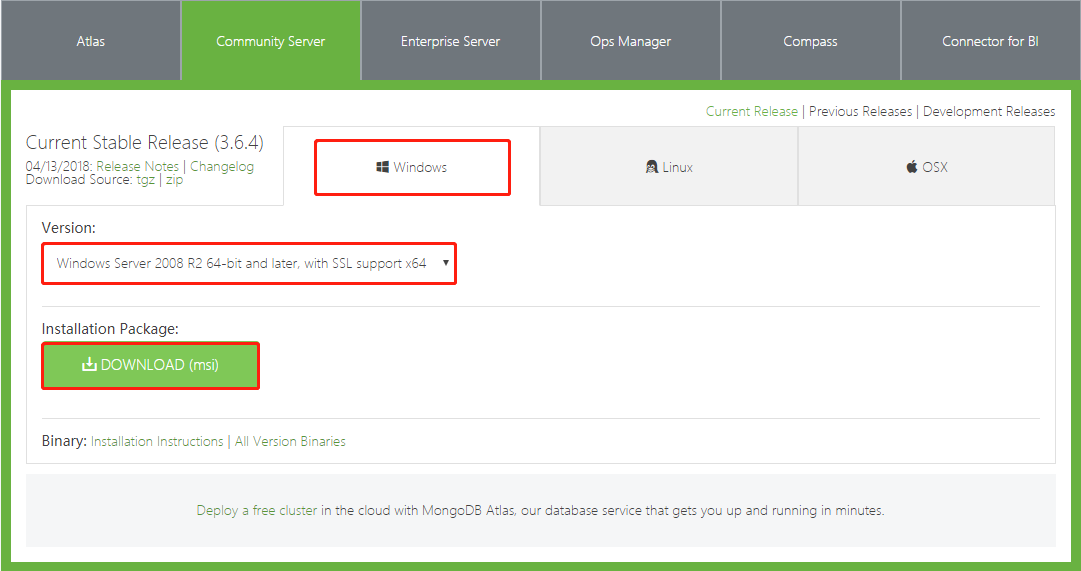 Atlas
Community Server
Enterprise Server
Ops Manager
Compass
Connector for BI
Current Release | Previous Releases | Development Releases
Current Stable Release (3.6.4)
04/13/2018: Release Notes | Changelog
Download Source: tgz | zip
Windows
Linux
OSX
Version:
Windows Server 2008 R2 64-bit and later, with SSL support x64
Installation Package:
DOWNLOAD (msi)
Binary: Installation Instructions | All Version Binaries
Deploy a free cluster in the cloud with MongoDB Atlas, our database service that gets you up and running in minutes.